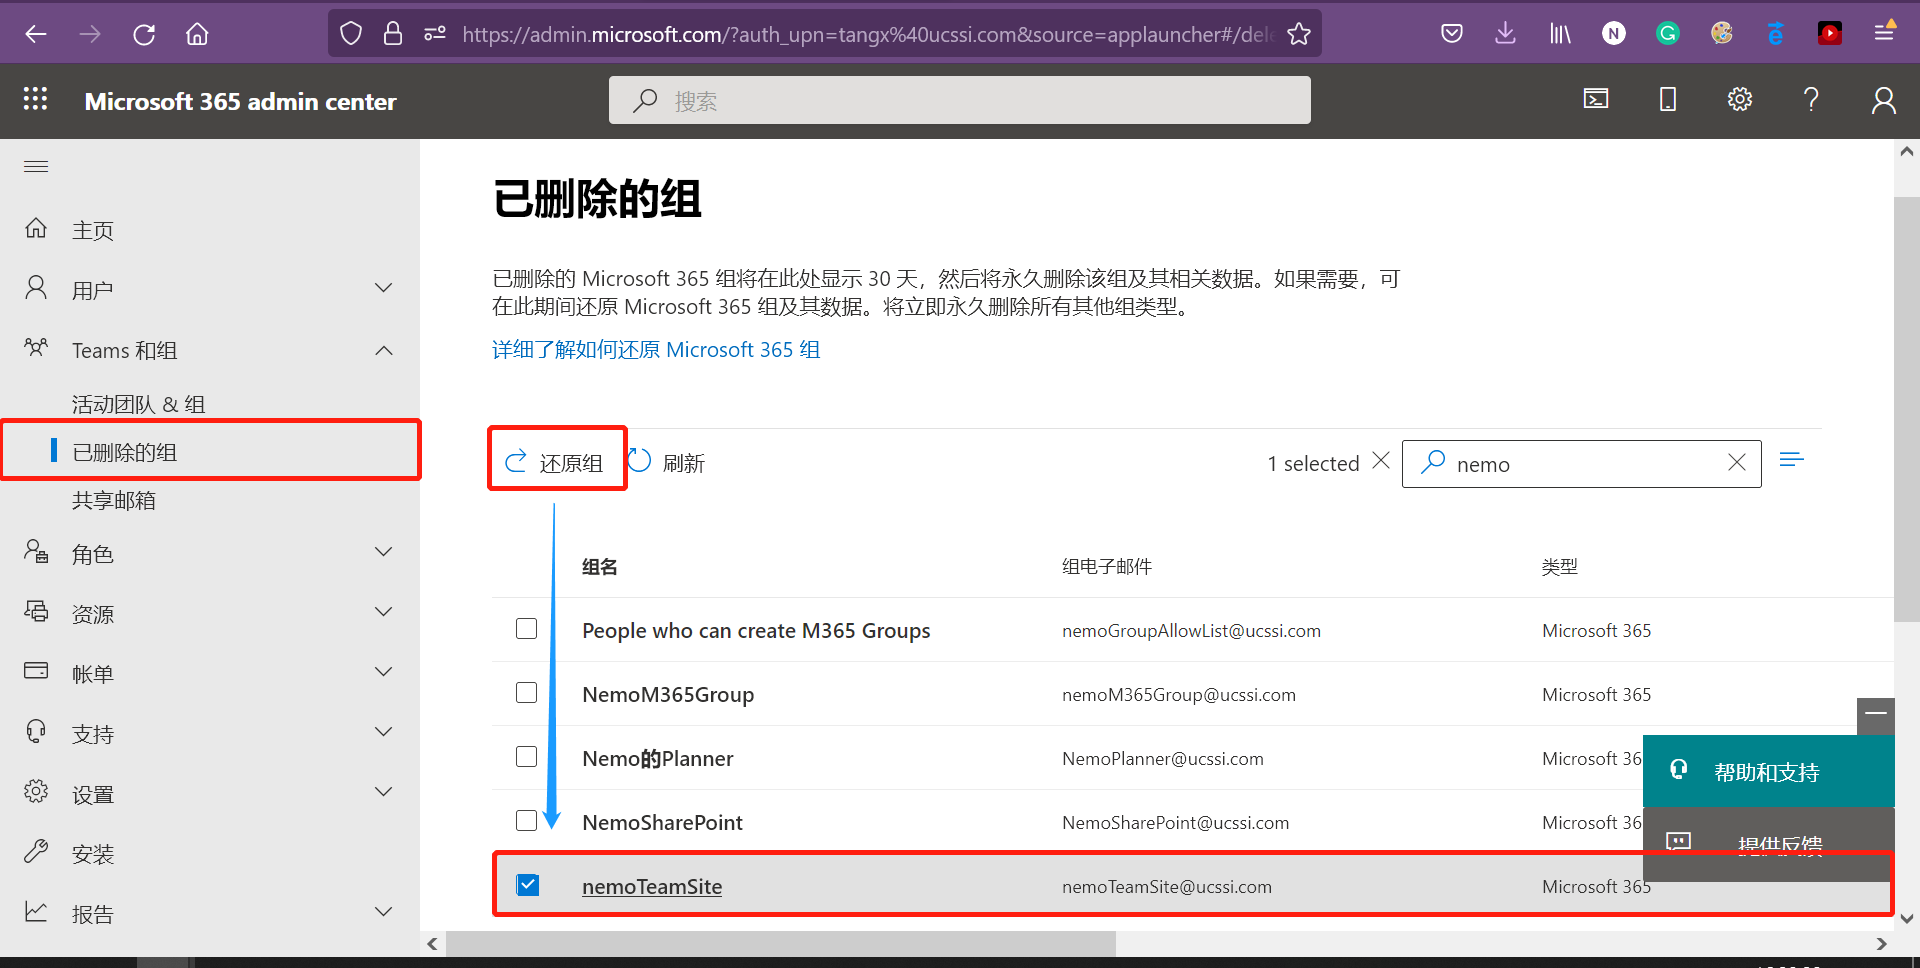 https://admin.microsoft.com/?auth_upn=tangx%40ucssi.com&source=applauncher#/dele
Microsoft 365 admin center
搜索
主页
用户
Teams 和组
活动团队 & 组
已删除的组
共享邮箱
角色
资源
帐单
支持
设置
安装
报告
已删除的组
已删除的 Microsoft 365 组将在此处显示 30 天，然后将永久删除该组及其相关数据。如果需要，可
在此期间还原 Microsoft 365 组及其数据。将立即永久删除所有其他组类型。
详细了解如何还原 Microsoft 365 组
还原组 刷新 1 selected nemo
组名 组电子邮件 类型
People who can create M365 Groups nemoGroupAllowList@ucssi.com Microsoft 365
NemoM365Group nemoM365Group@ucssi.com Microsoft 365
Nemo的Planner NemoPlanner@ucssi.com Microsoft 36
NemoSharePoint NemoSharePoint@ucssi.com Microsoft 36
nemoTeamSite nemoTeamSite@ucssi.com Microsoft 365
帮助和支持
提供反馈